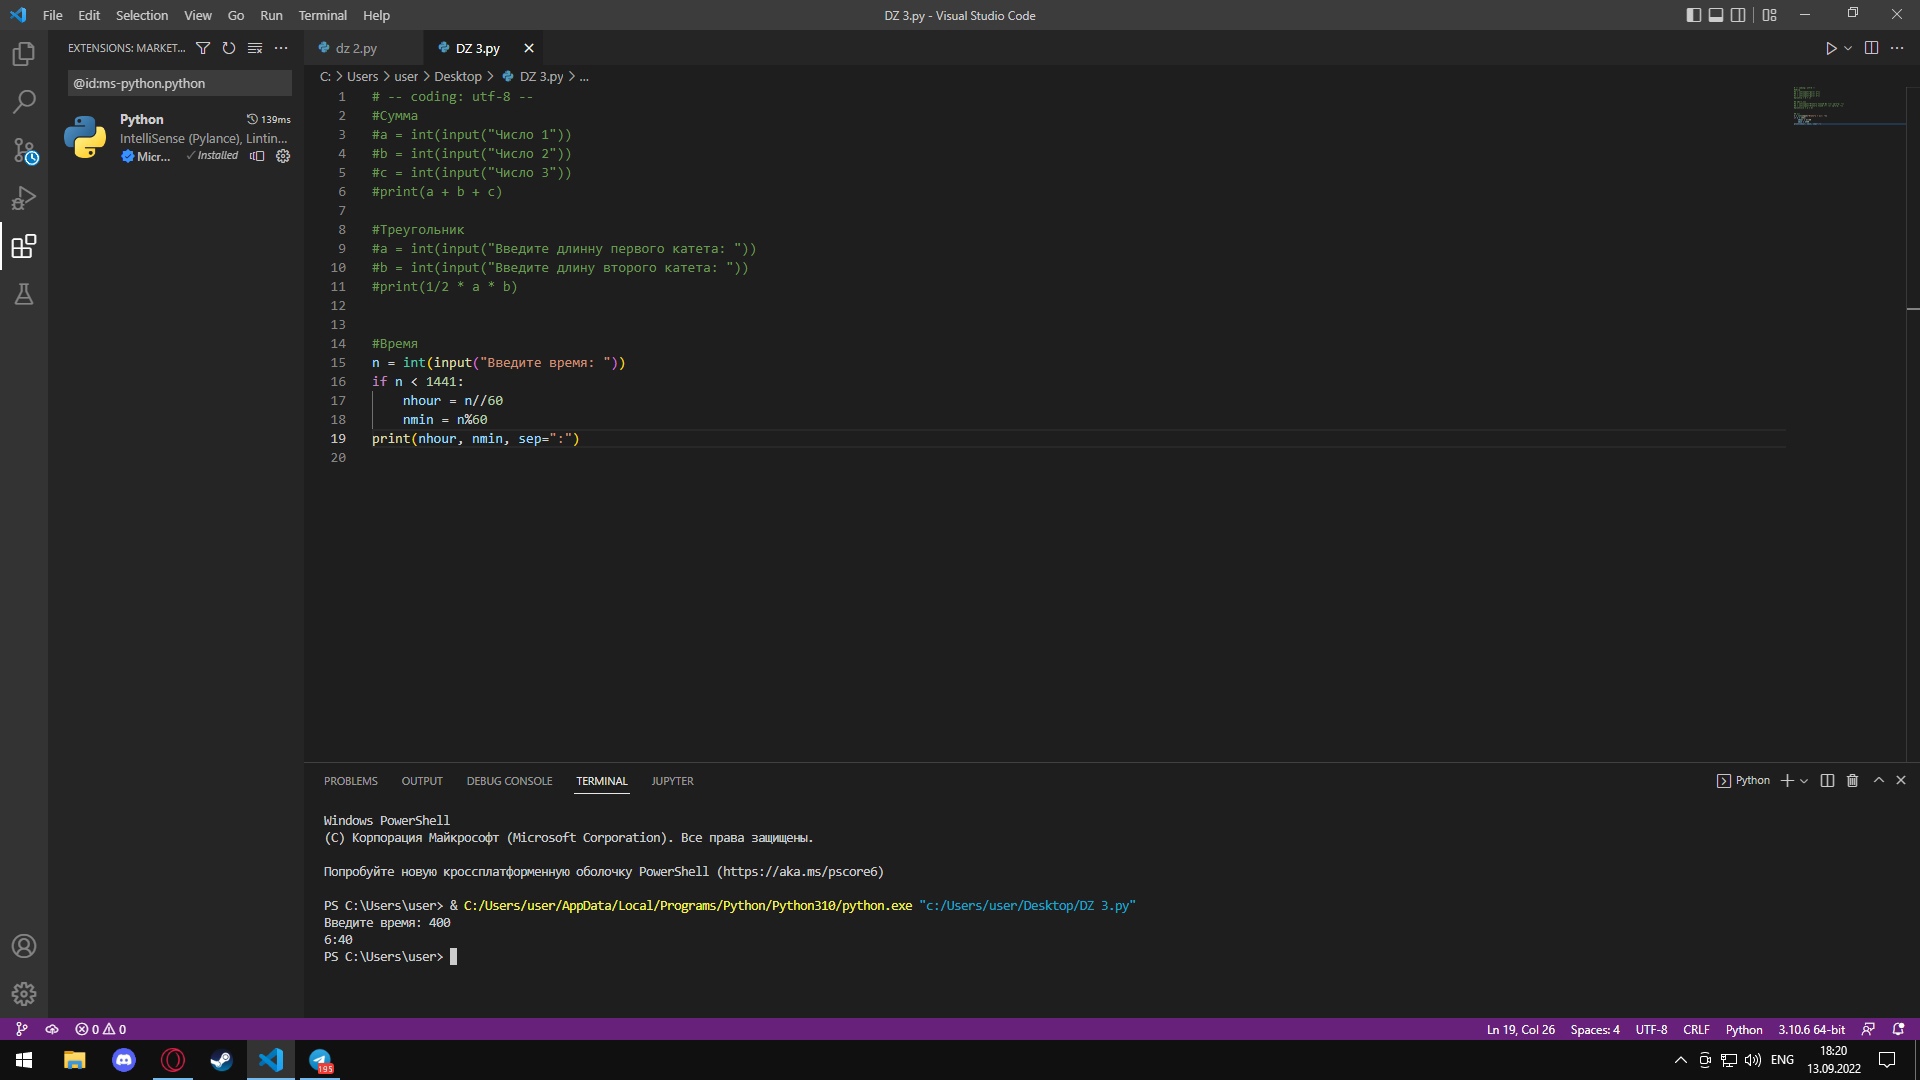 File Edit Selection View Go Run Terminal Help
DZ 3.py - Visual Studio Code
EXTENSIONS: MARKET...
@id:ms-python.python
Python 139ms
IntelliSense (Pylance), Lintin...
Micr... Installed
dz 2.py
DZ 3.py
C: > Users > user > Desktop > DZ 3.py > ...
1 # -- coding: utf-8 --
2 #Сумма
3 #a = int(input("Число 1"))
4 #b = int(input("Число 2"))
5 #c = int(input("Число 3"))
6 #print(a + b + c)
7
8 #Треугольник
9 #a = int(input("Введите длинну первого катета: "))
10 #b = int(input("Введите длину второго катета: "))
11 #print(1/2 * a * b)
12
13
14 #Время
15 n = int(input("Введите время: "))
16 if n < 1441:
17 nhour = n//60
18 nmin = n%60
19 print(nhour, nmin, sep=":")
20
PROBLEMS OUTPUT DEBUG CONSOLE TERMINAL JUPYTER
Python
Windows PowerShell
(C) Корпорация Майкрософт (Microsoft Corporation). Все права защищены.
Попробуйте новую кроссплатформенную оболочку PowerShell (https://aka.ms/pscore6)
PS C:\Users\user> & C:/Users/user/AppData/Local/Programs/Python/Python310/python.exe "c:/Users/user/Desktop/DZ 3.py"
Введите время: 400
6:40
PS C:\Users\user>
0 0
Ln 19, Col 26 Spaces: 4 UTF-8 CRLF Python 3.10.6 64-bit
195
ENG
18:20
13.09.2022